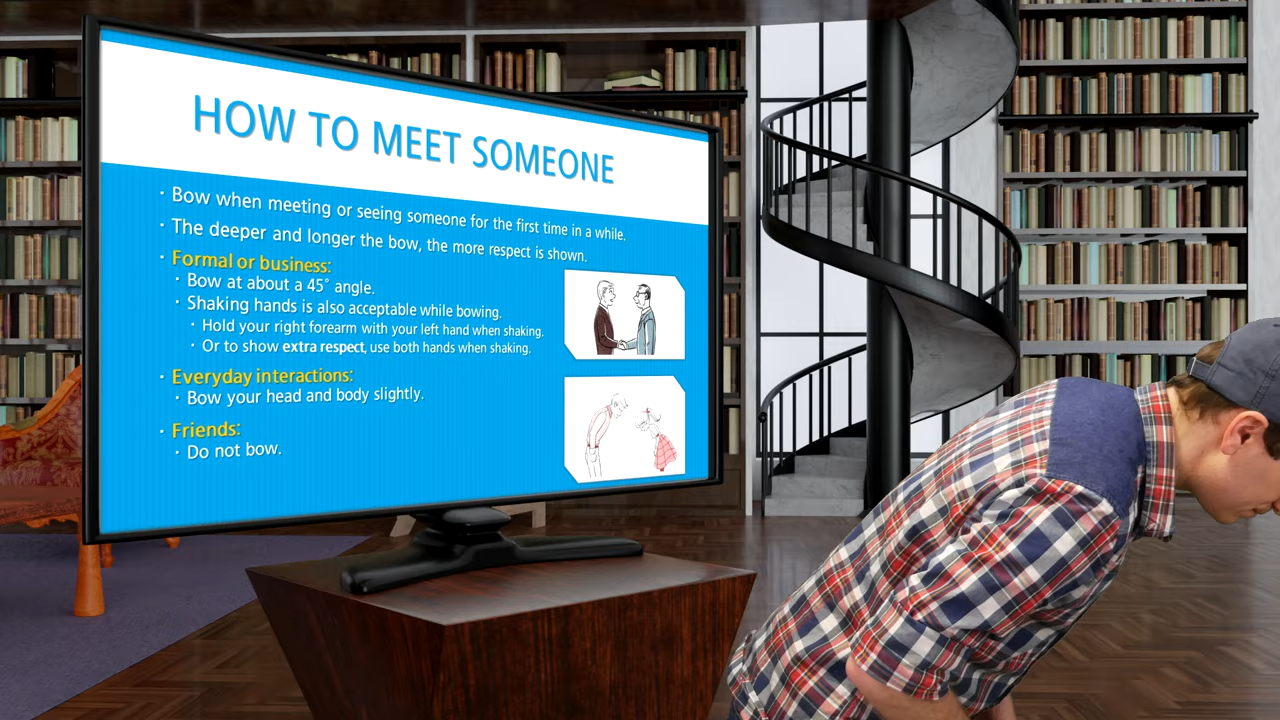 HOW TO MEET SOMEONE
· Bow when meeting or seeing someone for the first time in a while.
· The deeper and longer the bow, the more respect is shown.
· Formal or business:
· Bow at about a 45° angle.
· Shaking hands is also acceptable while bowing.
· Hold your right forearm with your left hand when shaking.
· Or to show extra respect, use both hands when shaking.
· Everyday interactions:
· Bow your head and body slightly.
· Friends:
· Do not bow.